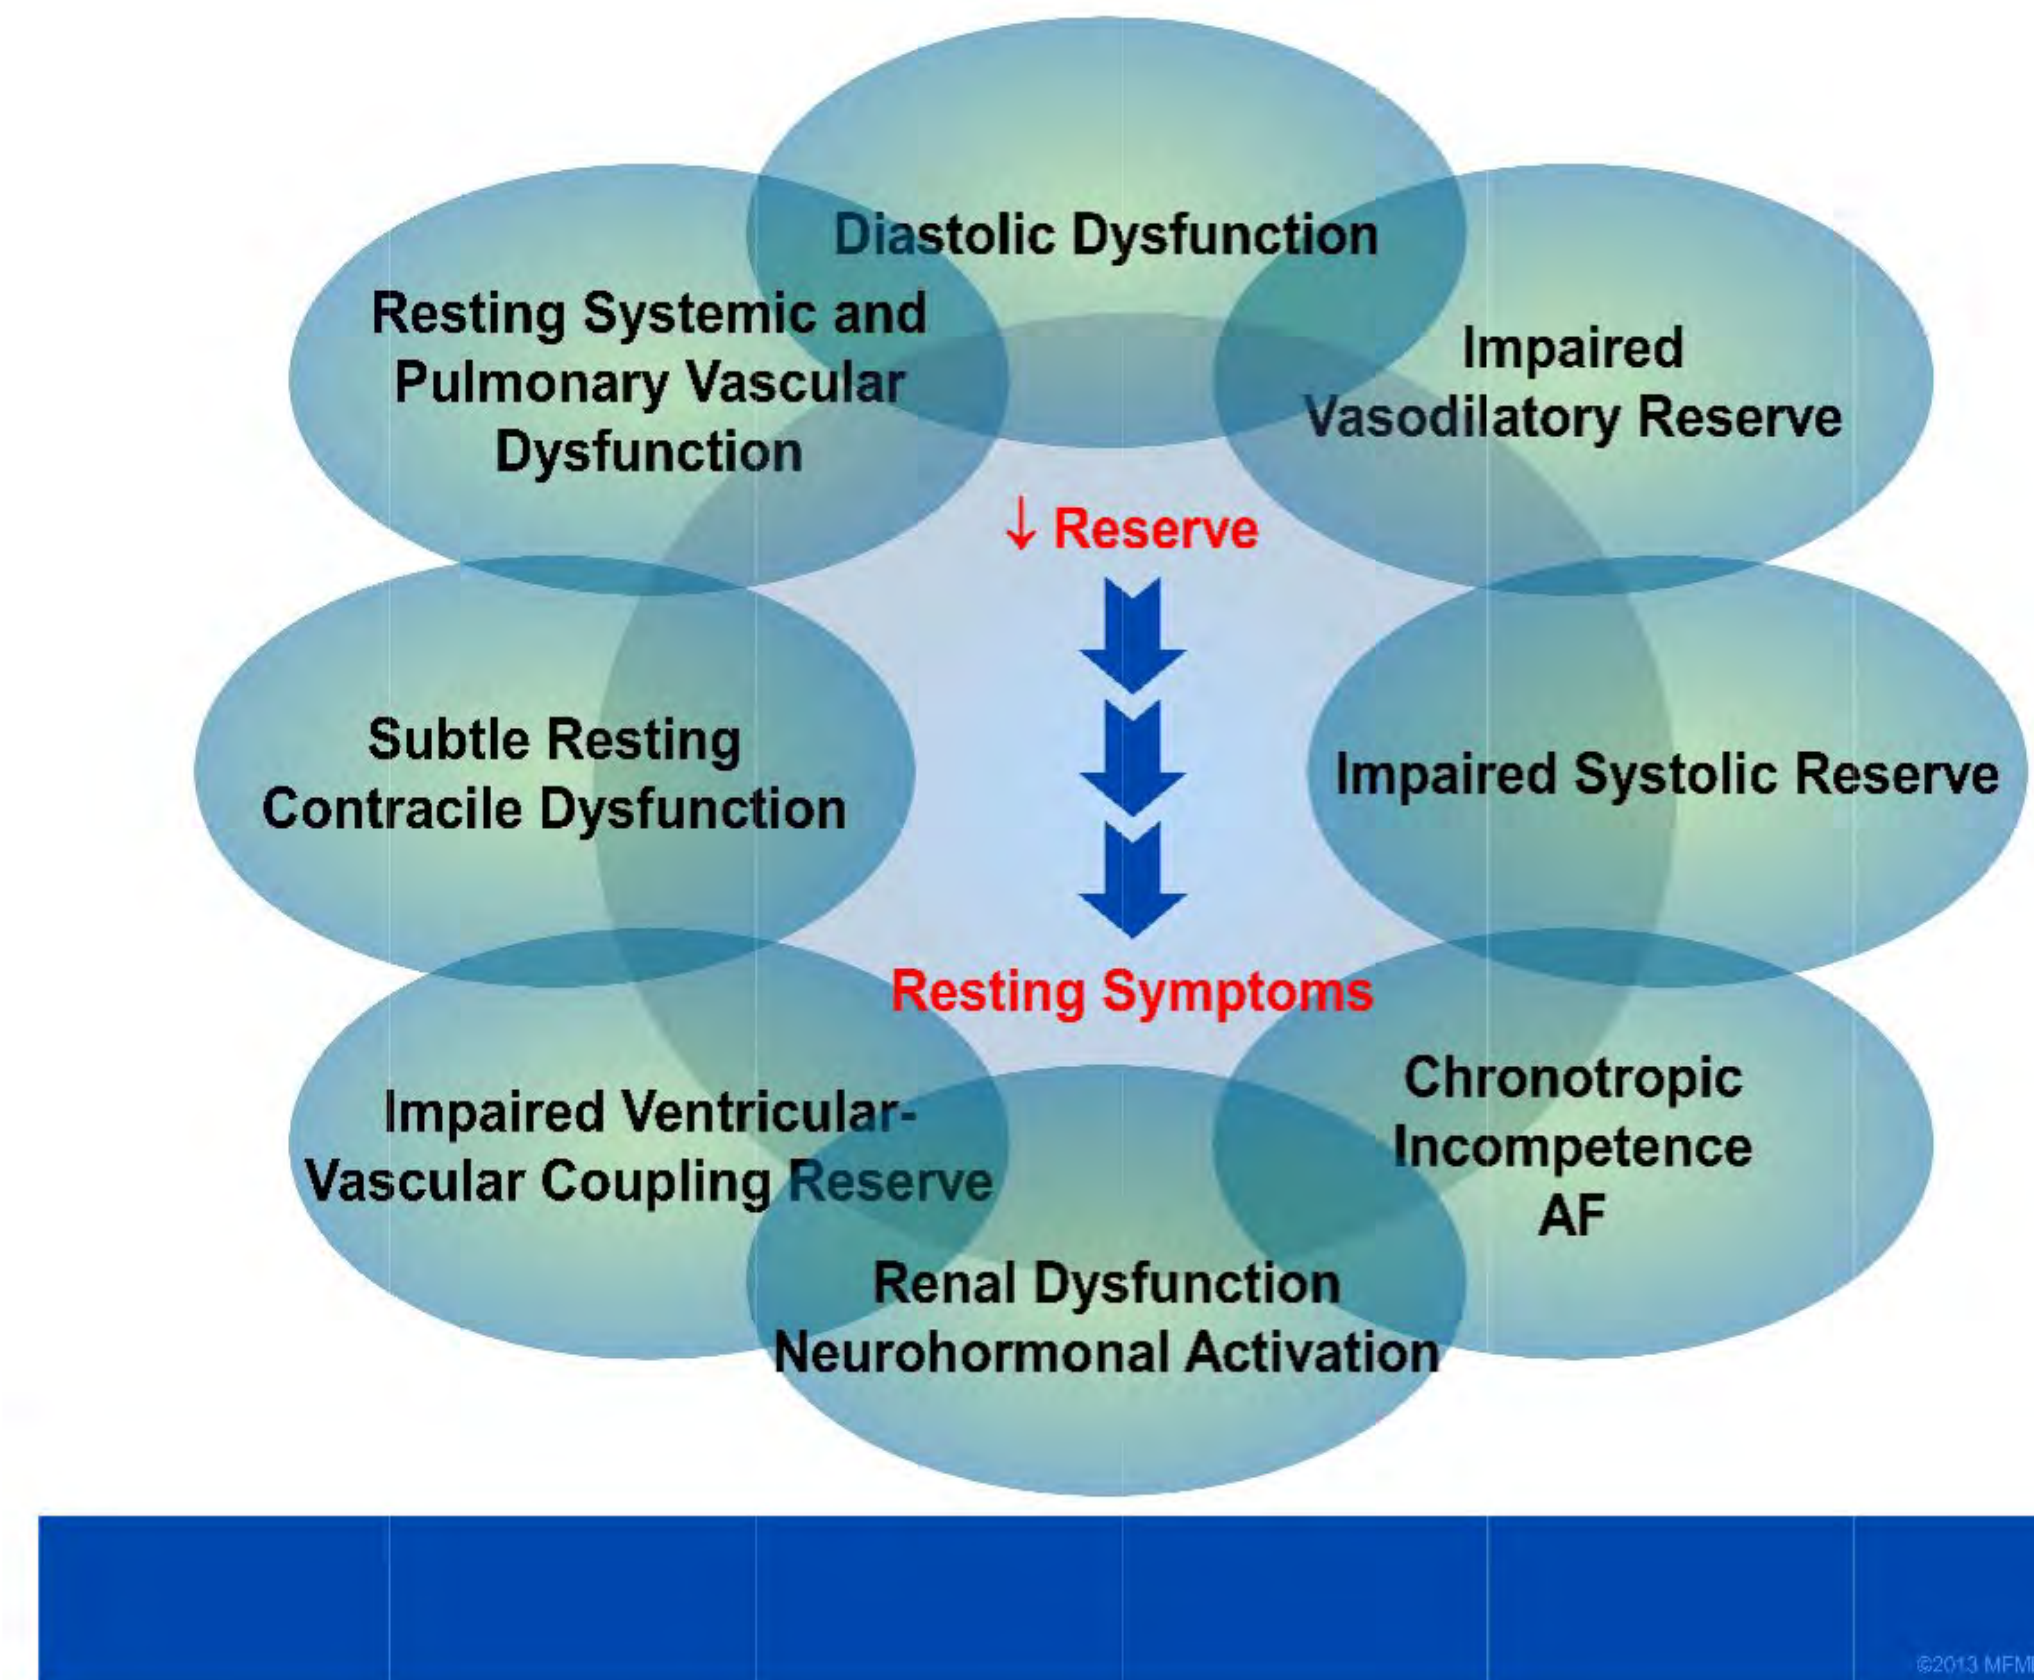 Diastolic Dysfunction
Resting Systemic and
Pulmonary Vascular
Dysfunction
Impaired
Vasodilatory Reserve
↓ Reserve
Subtle Resting
Contracile Dysfunction
Impaired Systolic Reserve
Resting Symptoms
Impaired Ventricular-
Vascular Coupling Reserve
Chronotropic
Incompetence
AF
Renal Dysfunction
Neurohormonal Activation
©2013